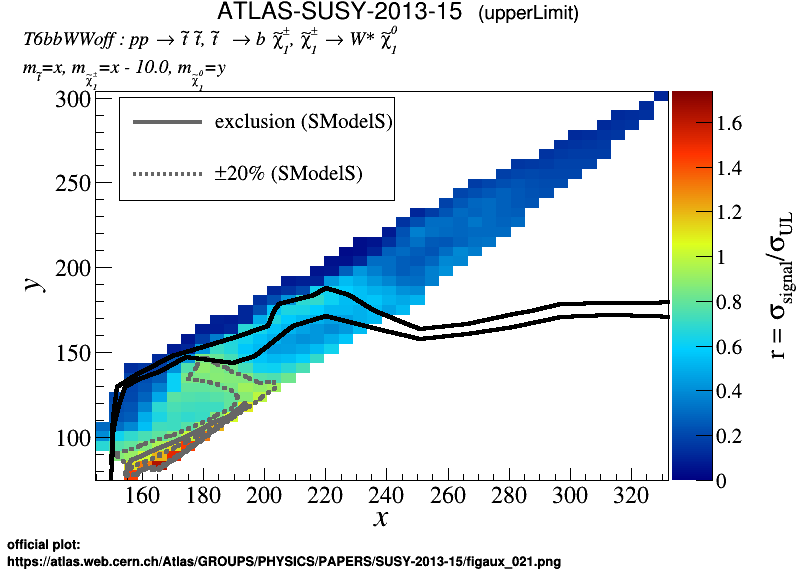 ATLAS-SUSY-2013-15 (upperLimit)
T6bbWWoff : pp → t̃ t̃, t̃ → b χ̃₁±, χ̃₁± → W* χ̃₁⁰
m_t̃=x, m_χ̃₁±=x - 10.0, m_χ̃₁⁰=y
exclusion (SModelS)
±20% (SModelS)
300
250
200
150
100
y
160 180 200 220 240 260 280 300 320
x
1.6
1.4
1.2
1
0.8
0.6
0.4
0.2
0
r = σ_signal/σ_UL
official plot:
https://atlas.web.cern.ch/Atlas/GROUPS/PHYSICS/PAPERS/SUSY-2013-15/figaux_021.png